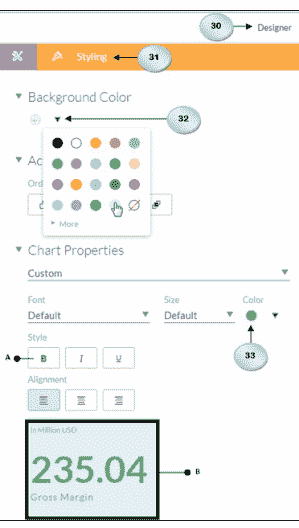 30
Designer
Styling
31
Background Color
32
Ac
Ord
More
Chart Properties
Custom
Font Size Color
Default Default
Style
A B I U
33
Alignment
In Million USD
235.04
Gross Margin
B